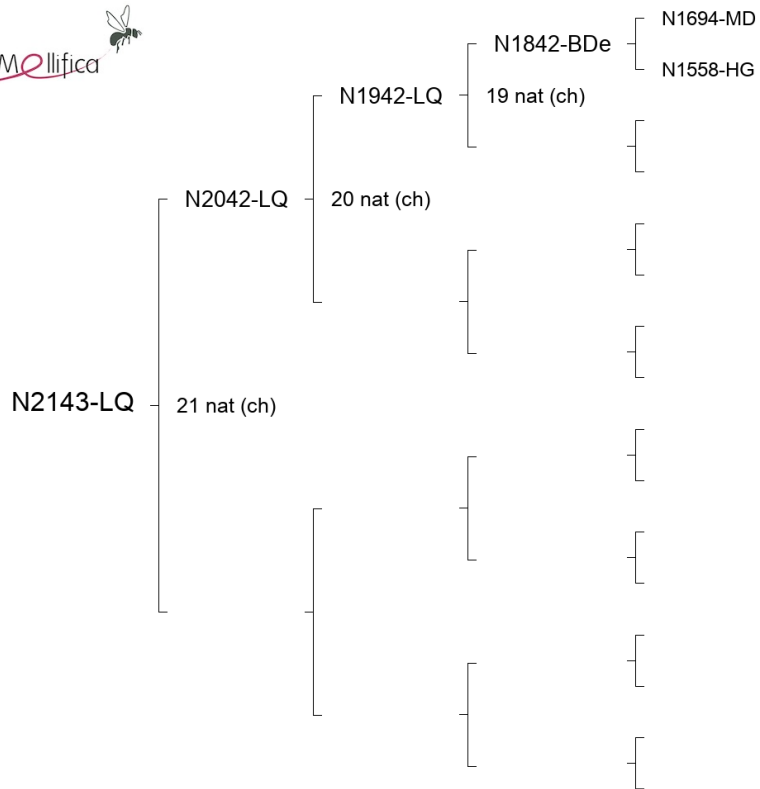 Mellifica
N1694-MD
N1842-BDe
N1558-HG
N1942-LQ
19 nat (ch)
N2042-LQ
20 nat (ch)
N2143-LQ
21 nat (ch)